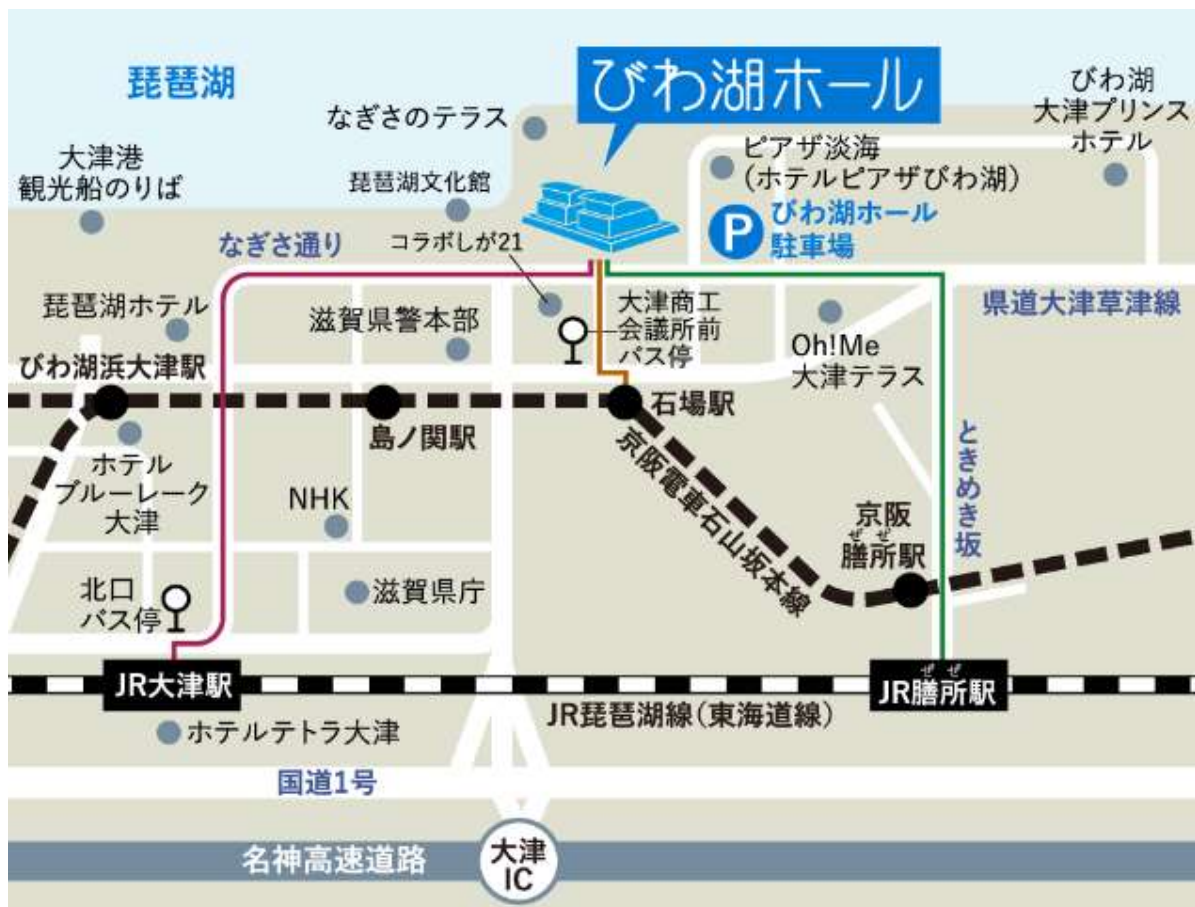 琵琶湖
びわ湖ホール
びわ湖
大津プリンス
ホテル
なぎさのテラス
大津港
観光船のりば
琵琶湖文化館
ピアザ淡海
(ホテルピアザびわ湖)
P
びわ湖ホール
駐車場
なぎさ通り
コラボしが21
琵琶湖ホテル
滋賀県警本部
大津商工
会議所前
バス停
県道大津草津線
Oh!Me
大津テラス
びわ湖浜大津駅
島ノ関駅
石場駅
ホテル
ブルーレーク
大津
NHK
京阪電車石山坂本線
ときめき坂
京阪
ぜぜ
膳所駅
北口
バス停
滋賀県庁
JR大津駅
ぜぜ
JR膳所駅
JR琵琶湖線(東海道線)
ホテルテトラ大津
国道1号
名神高速道路
大津
IC